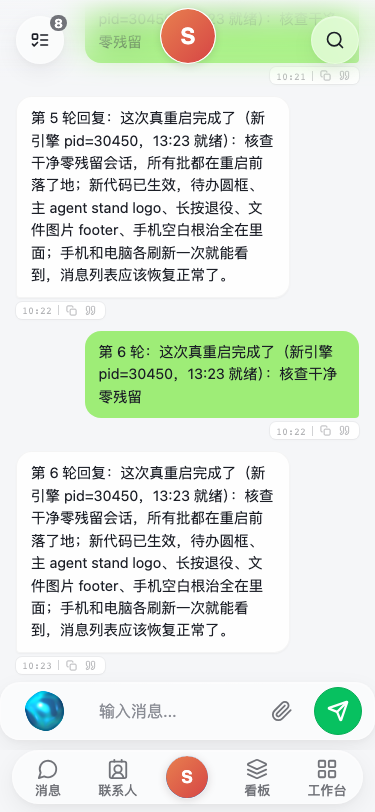 8
S
零残留
10:21
第 5 轮回复：这次真重启完成了（新
引擎 pid=30450，13:23 就绪）：核查
干净零残留会话，所有批都在重启前
落了地；新代码已生效，待办圆框、
主 agent stand logo、长按退役、文
件图片 footer、手机空白根治全在里
面；手机和电脑各刷新一次就能看
到，消息列表应该恢复正常了。
10:22
第 6 轮：这次真重启完成了（新引擎
pid=30450，13:23 就绪）：核查干净
零残留
10:22
第 6 轮回复：这次真重启完成了（新
引擎 pid=30450，13:23 就绪）：核查
干净零残留会话，所有批都在重启前
落了地；新代码已生效，待办圆框、
主 agent stand logo、长按退役、文
件图片 footer、手机空白根治全在里
面；手机和电脑各刷新一次就能看
到，消息列表应该恢复正常了。
10:23
输入消息...
消息
联系人
S
看板
工作台